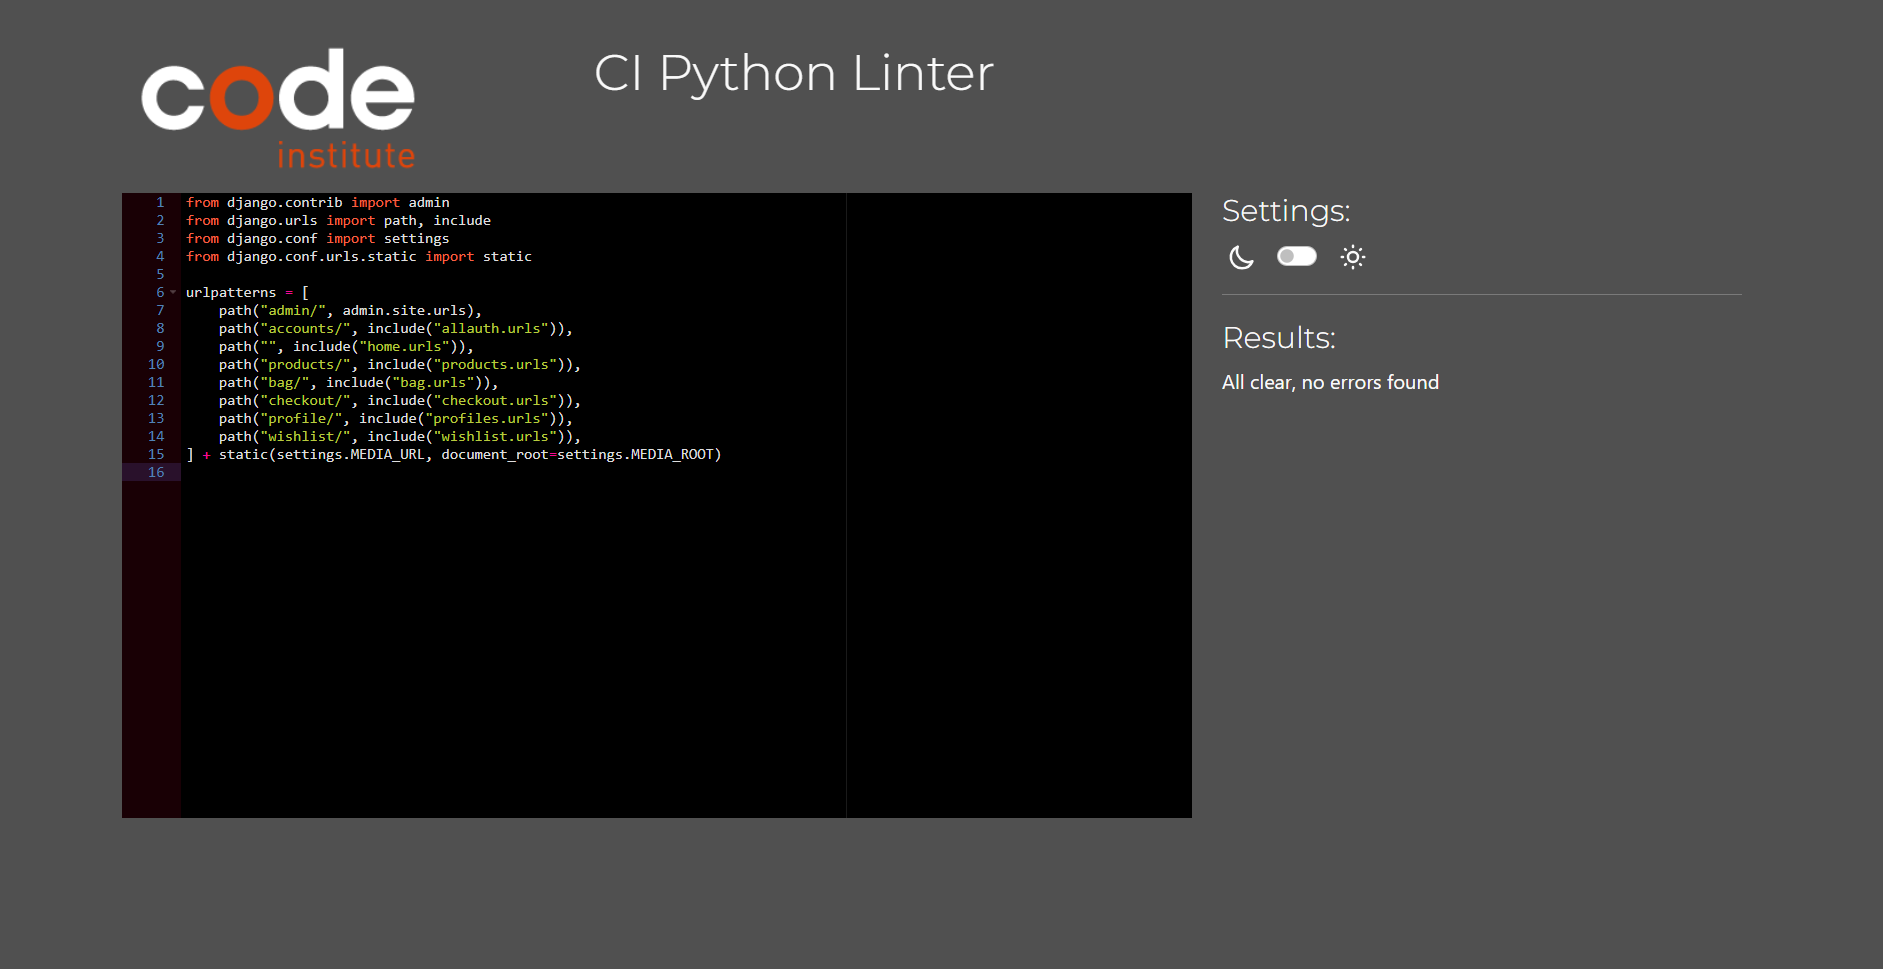 code
institute
CI Python Linter
1 from django.contrib import admin
2 from django.urls import path, include
3 from django.conf import settings
4 from django.conf.urls.static import static
5
6 urlpatterns = [
7     path("admin/", admin.site.urls),
8     path("accounts/", include("allauth.urls")),
9     path("", include("home.urls")),
10     path("products/", include("products.urls")),
11     path("bag/", include("bag.urls")),
12     path("checkout/", include("checkout.urls")),
13     path("profile/", include("profiles.urls")),
14     path("wishlist/", include("wishlist.urls")),
15 ] + static(settings.MEDIA_URL, document_root=settings.MEDIA_ROOT)
16
Settings:
Results:
All clear, no errors found